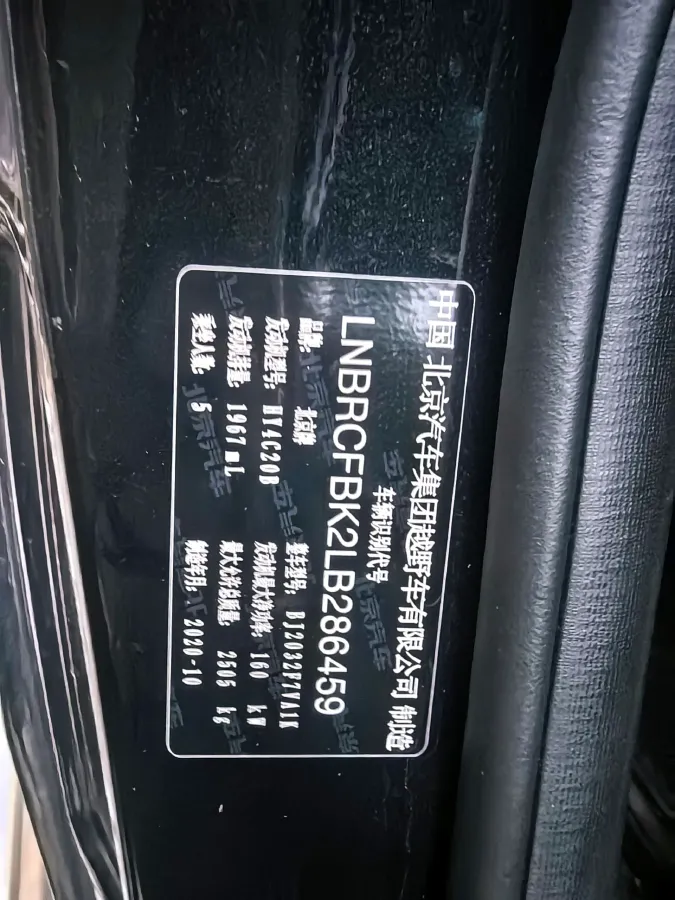 中国 北京汽车集团越野车有限公司 制造
车辆识别代号
LNBRCFBK2LB286459
品牌: 北京牌 整车型号: BJ2032F7VA1K
发动机型号: HY4C20B 发动机最大净功率: 160 kW
发动机排量: 1967 mL 最大允许总质量: 2505 kg
乘坐人数: 5 制造年月: 2020-10